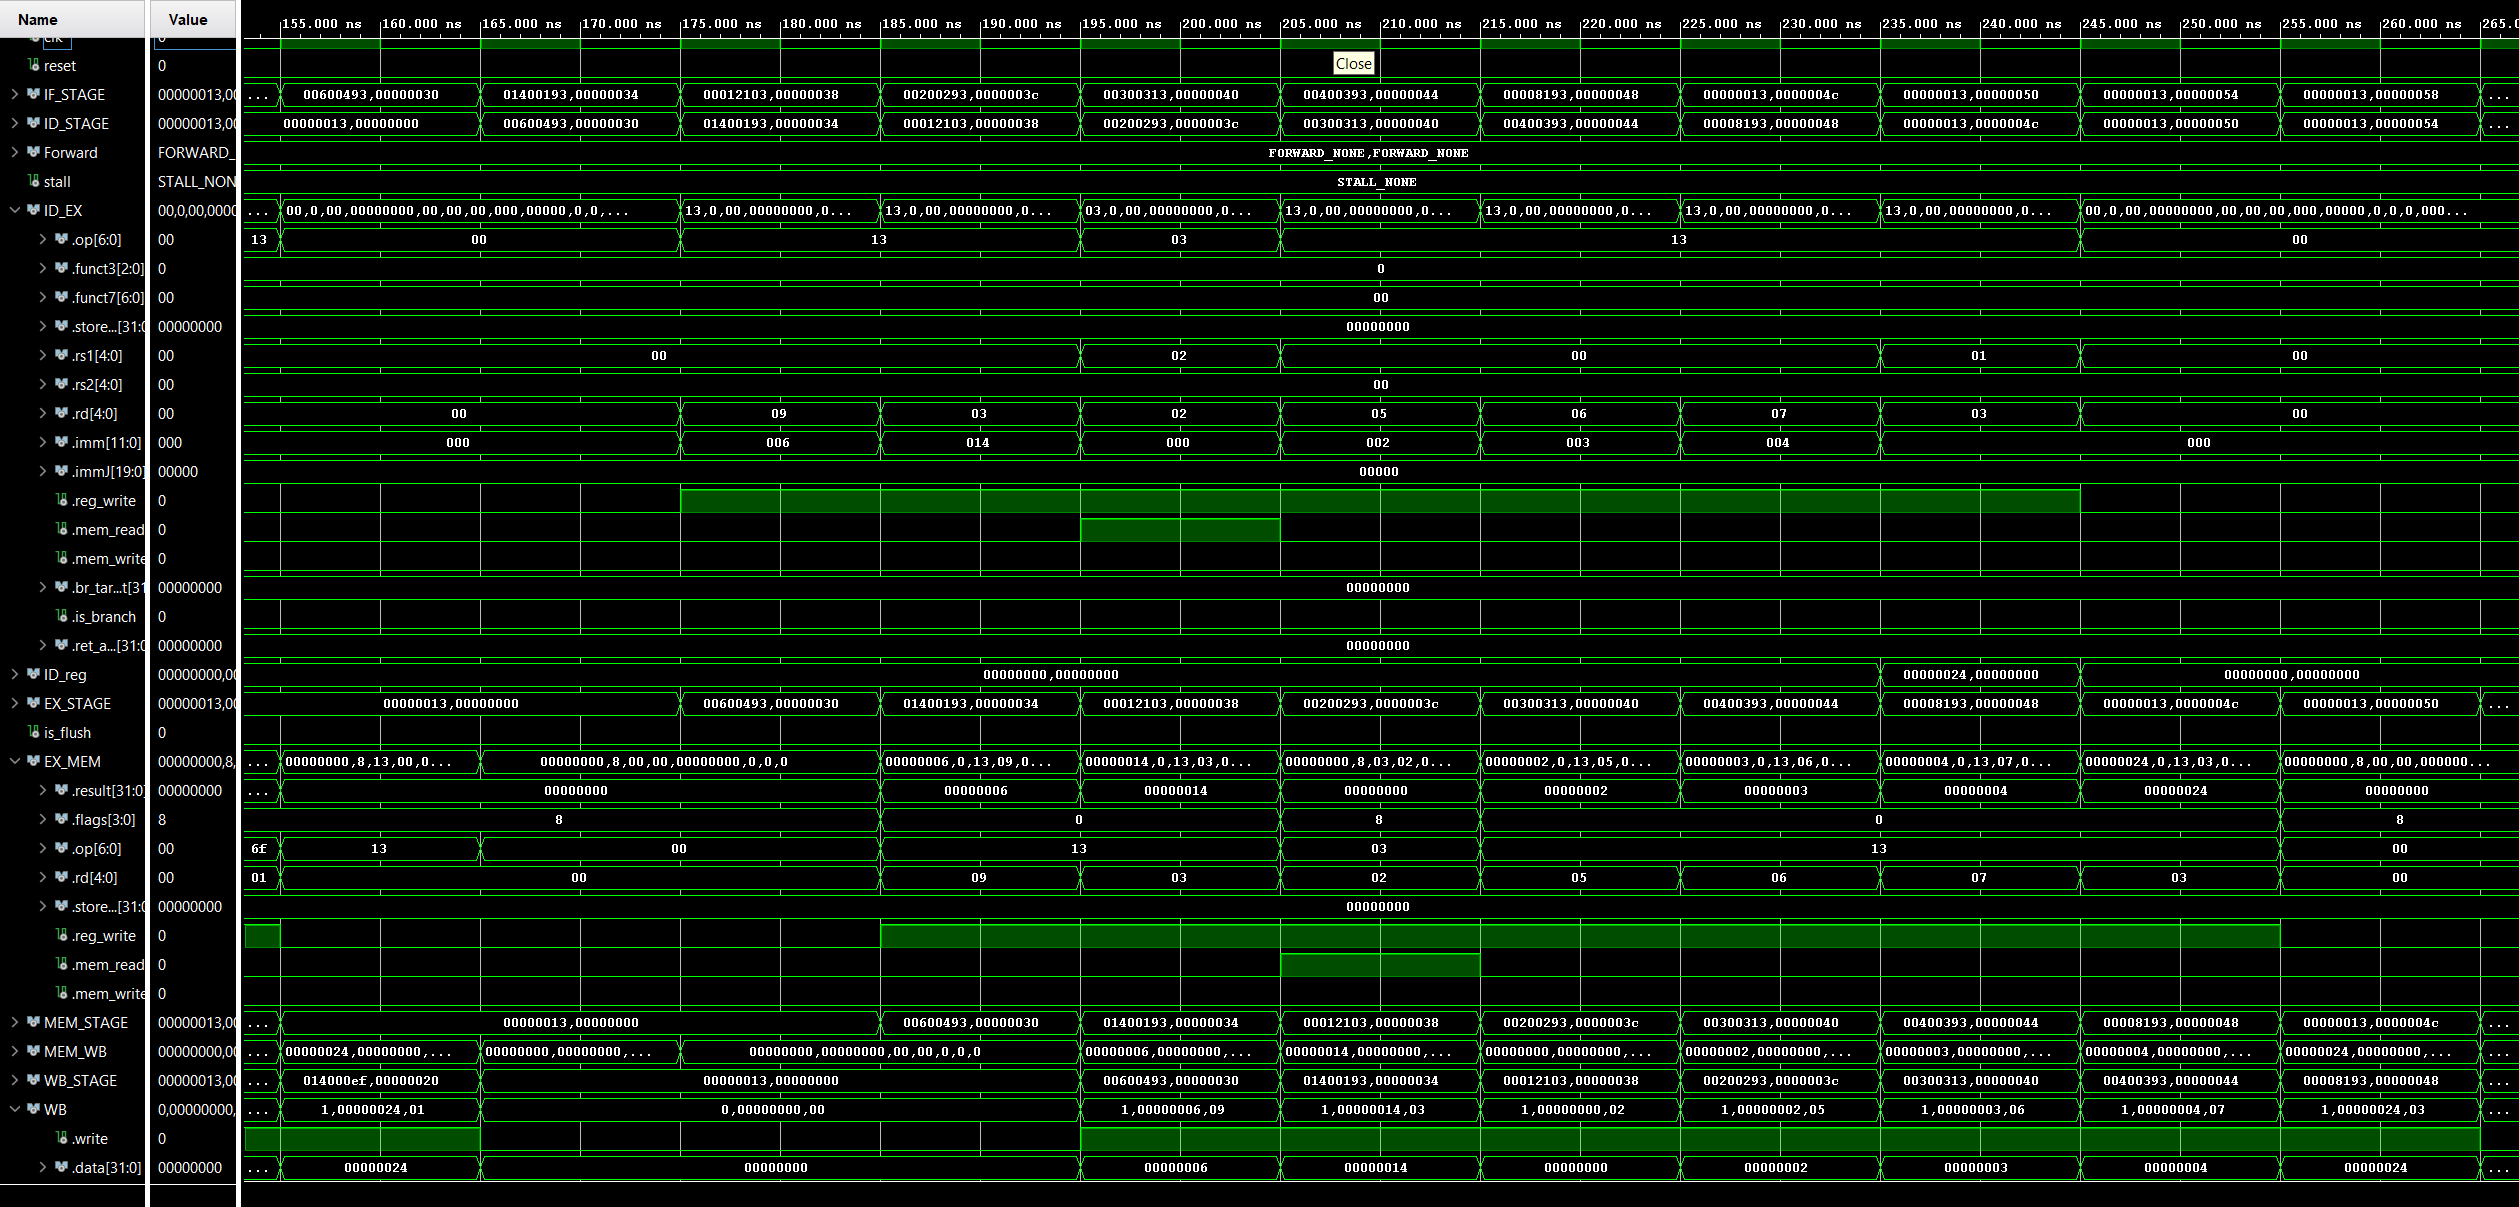 Name Value 155.000 ns 160.000 ns 165.000 ns 170.000 ns 175.000 ns 180.000 ns 185.000 ns 190.000 ns 195.000 ns 200.000 ns 205.000 ns 210.000 ns 215.000 ns 220.000 ns 225.000 ns 230.000 ns 235.000 ns 240.000 ns 245.000 ns 250.000 ns 255.000 ns 260.000 ns 265.0
reset 0 Close
IF_STAGE 00000013,00 ... 00600493,00000030 01400193,00000034 00012103,00000038 00200293,0000003c 00300313,00000040 00400393,00000044 00008193,00000048 00000013,0000004c 00000013,00000050 00000013,00000054 00000013,00000058 ...
ID_STAGE 00000013,00 00000013,00000000 00600493,00000030 01400193,00000034 00012103,00000038 00200293,0000003c 00300313,00000040 00400393,00000044 00008193,00000048 00000013,0000004c 00000013,00000050 00000013,00000054 ...
Forward FORWARD_ FORWARD_NONE,FORWARD_NONE
stall STALL_NON STALL_NONE
ID_EX 00,0,00,0000 ... 00,0,00,00000000,00,00,00,000,00000,0,0,... 13,0,00,00000000,0... 13,0,00,00000000,0... 03,0,00,00000000,0... 13,0,00,00000000,0... 13,0,00,00000000,0... 13,0,00,00000000,0... 13,0,00,00000000,0... 00,0,00,00000000,00,00,00,000,00000,0,0,0,000...
.op[6:0] 00 13 00 13 03 13 00
.funct3[2:0] 0 0
.funct7[6:0] 00 00
.store...[31:0 00000000 00000000
.rs1[4:0] 00 00 02 00 01 00
.rs2[4:0] 00 00
.rd[4:0] 00 00 09 03 02 05 06 07 03 00
.imm[11:0] 000 000 006 014 000 002 003 004 000
.immJ[19:0] 00000 00000
.reg_write 0
.mem_read 0
.mem_write 0
.br_tar...t[31 00000000 00000000
.is_branch 0
.ret_a...[31:0 00000000 00000000
ID_reg 00000000,00 00000000,00000000 00000024,00000000 00000000,00000000
EX_STAGE 00000013,00 00000013,00000000 00600493,00000030 01400193,00000034 00012103,00000038 00200293,0000003c 00300313,00000040 00400393,00000044 00008193,00000048 00000013,0000004c 00000013,00000050 ...
is_flush 0
EX_MEM 00000000,8, ... 00000000,8,13,00,0... 00000000,8,00,00,00000000,0,0,0 00000006,0,13,09,0... 00000014,0,13,03,0... 00000000,8,03,02,0... 00000002,0,13,05,0... 00000003,0,13,06,0... 00000004,0,13,07,0... 00000024,0,13,03,0... 00000000,8,00,00,000000...
.result[31:0] 00000000 ... 00000000 00000006 00000014 00000000 00000002 00000003 00000004 00000024 00000000
.flags[3:0] 8 8 0 8 0 8
.op[6:0] 00 6f 13 00 13 03 13 00
.rd[4:0] 00 01 00 09 03 02 05 06 07 03 00
.store...[31:0 00000000 00000000
.reg_write 0
.mem_read 0
.mem_write 0
MEM_STAGE 00000013,00 ... 00000013,00000000 00600493,00000030 01400193,00000034 00012103,00000038 00200293,0000003c 00300313,00000040 00400393,00000044 00008193,00000048 00000013,0000004c ...
MEM_WB 00000000,00 ... 00000024,00000000,... 00000000,00000000,... 00000000,00000000,00,00,0,0,0 00000006,00000000,... 00000014,00000000,... 00000000,00000000,... 00000002,00000000,... 00000003,00000000,... 00000004,00000000,... 00000024,00000000,... ...
WB_STAGE 00000013,00 ... 014000ef,00000020 00000013,00000000 00600493,00000030 01400193,00000034 00012103,00000038 00200293,0000003c 00300313,00000040 00400393,00000044 00008193,00000048 ...
WB 0,00000000, ... 1,00000024,01 0,00000000,00 1,00000006,09 1,00000014,03 1,00000000,02 1,00000002,05 1,00000003,06 1,00000004,07 1,00000024,03 ...
.write 0
.data[31:0] 00000000 ... 00000024 00000000 00000006 00000014 00000000 00000002 00000003 00000004 00000024 ...